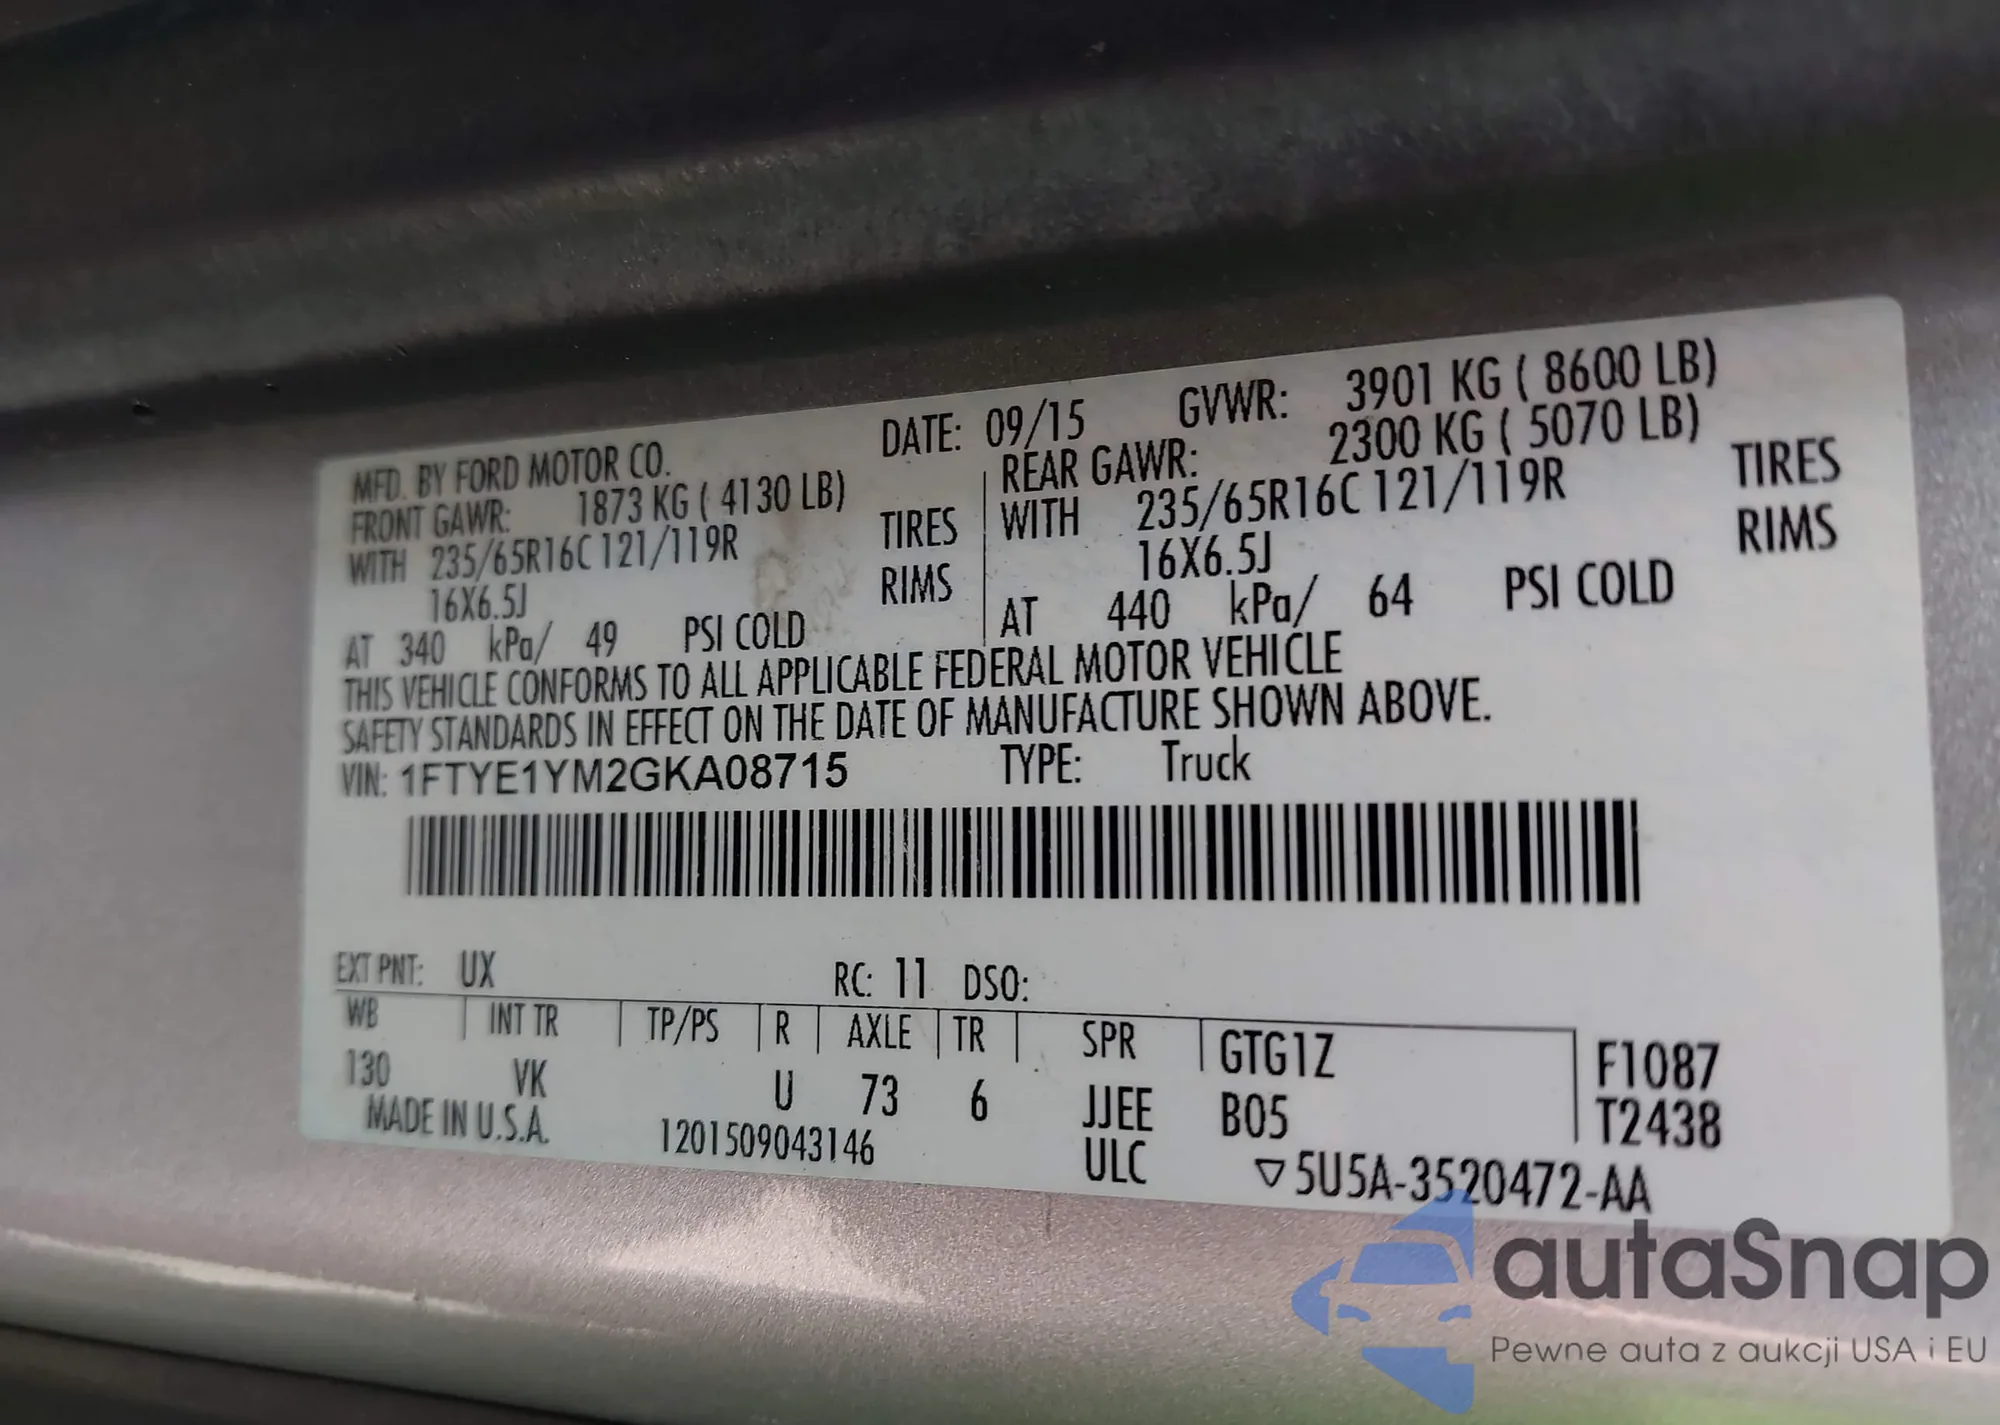 MFD. BY FORD MOTOR CO. DATE: 09/15 GVWR: 3901 KG ( 8600 LB)
FRONT GAWR: 1873 KG ( 4130 LB) REAR GAWR: 2300 KG ( 5070 LB)
WITH 235/65R16C 121/119R TIRES WITH 235/65R16C 121/119R TIRES
16X6.5J RIMS 16X6.5J RIMS
AT 340 kPa/ 49 PSI COLD AT 440 kPa/ 64 PSI COLD
THIS VEHICLE CONFORMS TO ALL APPLICABLE FEDERAL MOTOR VEHICLE
SAFETY STANDARDS IN EFFECT ON THE DATE OF MANUFACTURE SHOWN ABOVE.
VIN: 1FTYE1YM2GKA08715 TYPE: Truck
EXT PNT: UX RC: 11 DSO:
WB INT TR TP/PS R AXLE TR SPR GTG1Z F1087
130 VK U 73 6 JJEE B05 T2438
MADE IN U.S.A. 1201509043146 ULC ▽5U5A-3520472-AA
autaSnap
Pewne auta z aukcji USA i EU